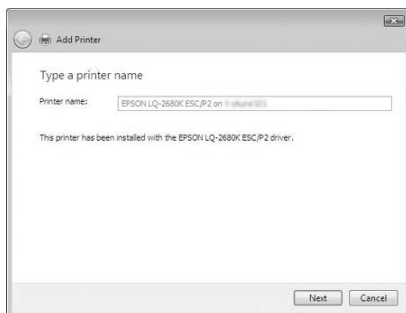 Add Printer
Type a printer name
Printer name: EPSON LQ-2680K ESC/P2 on
This printer has been installed with the EPSON LQ-2680K ESC/P2 driver.
Next Cancel